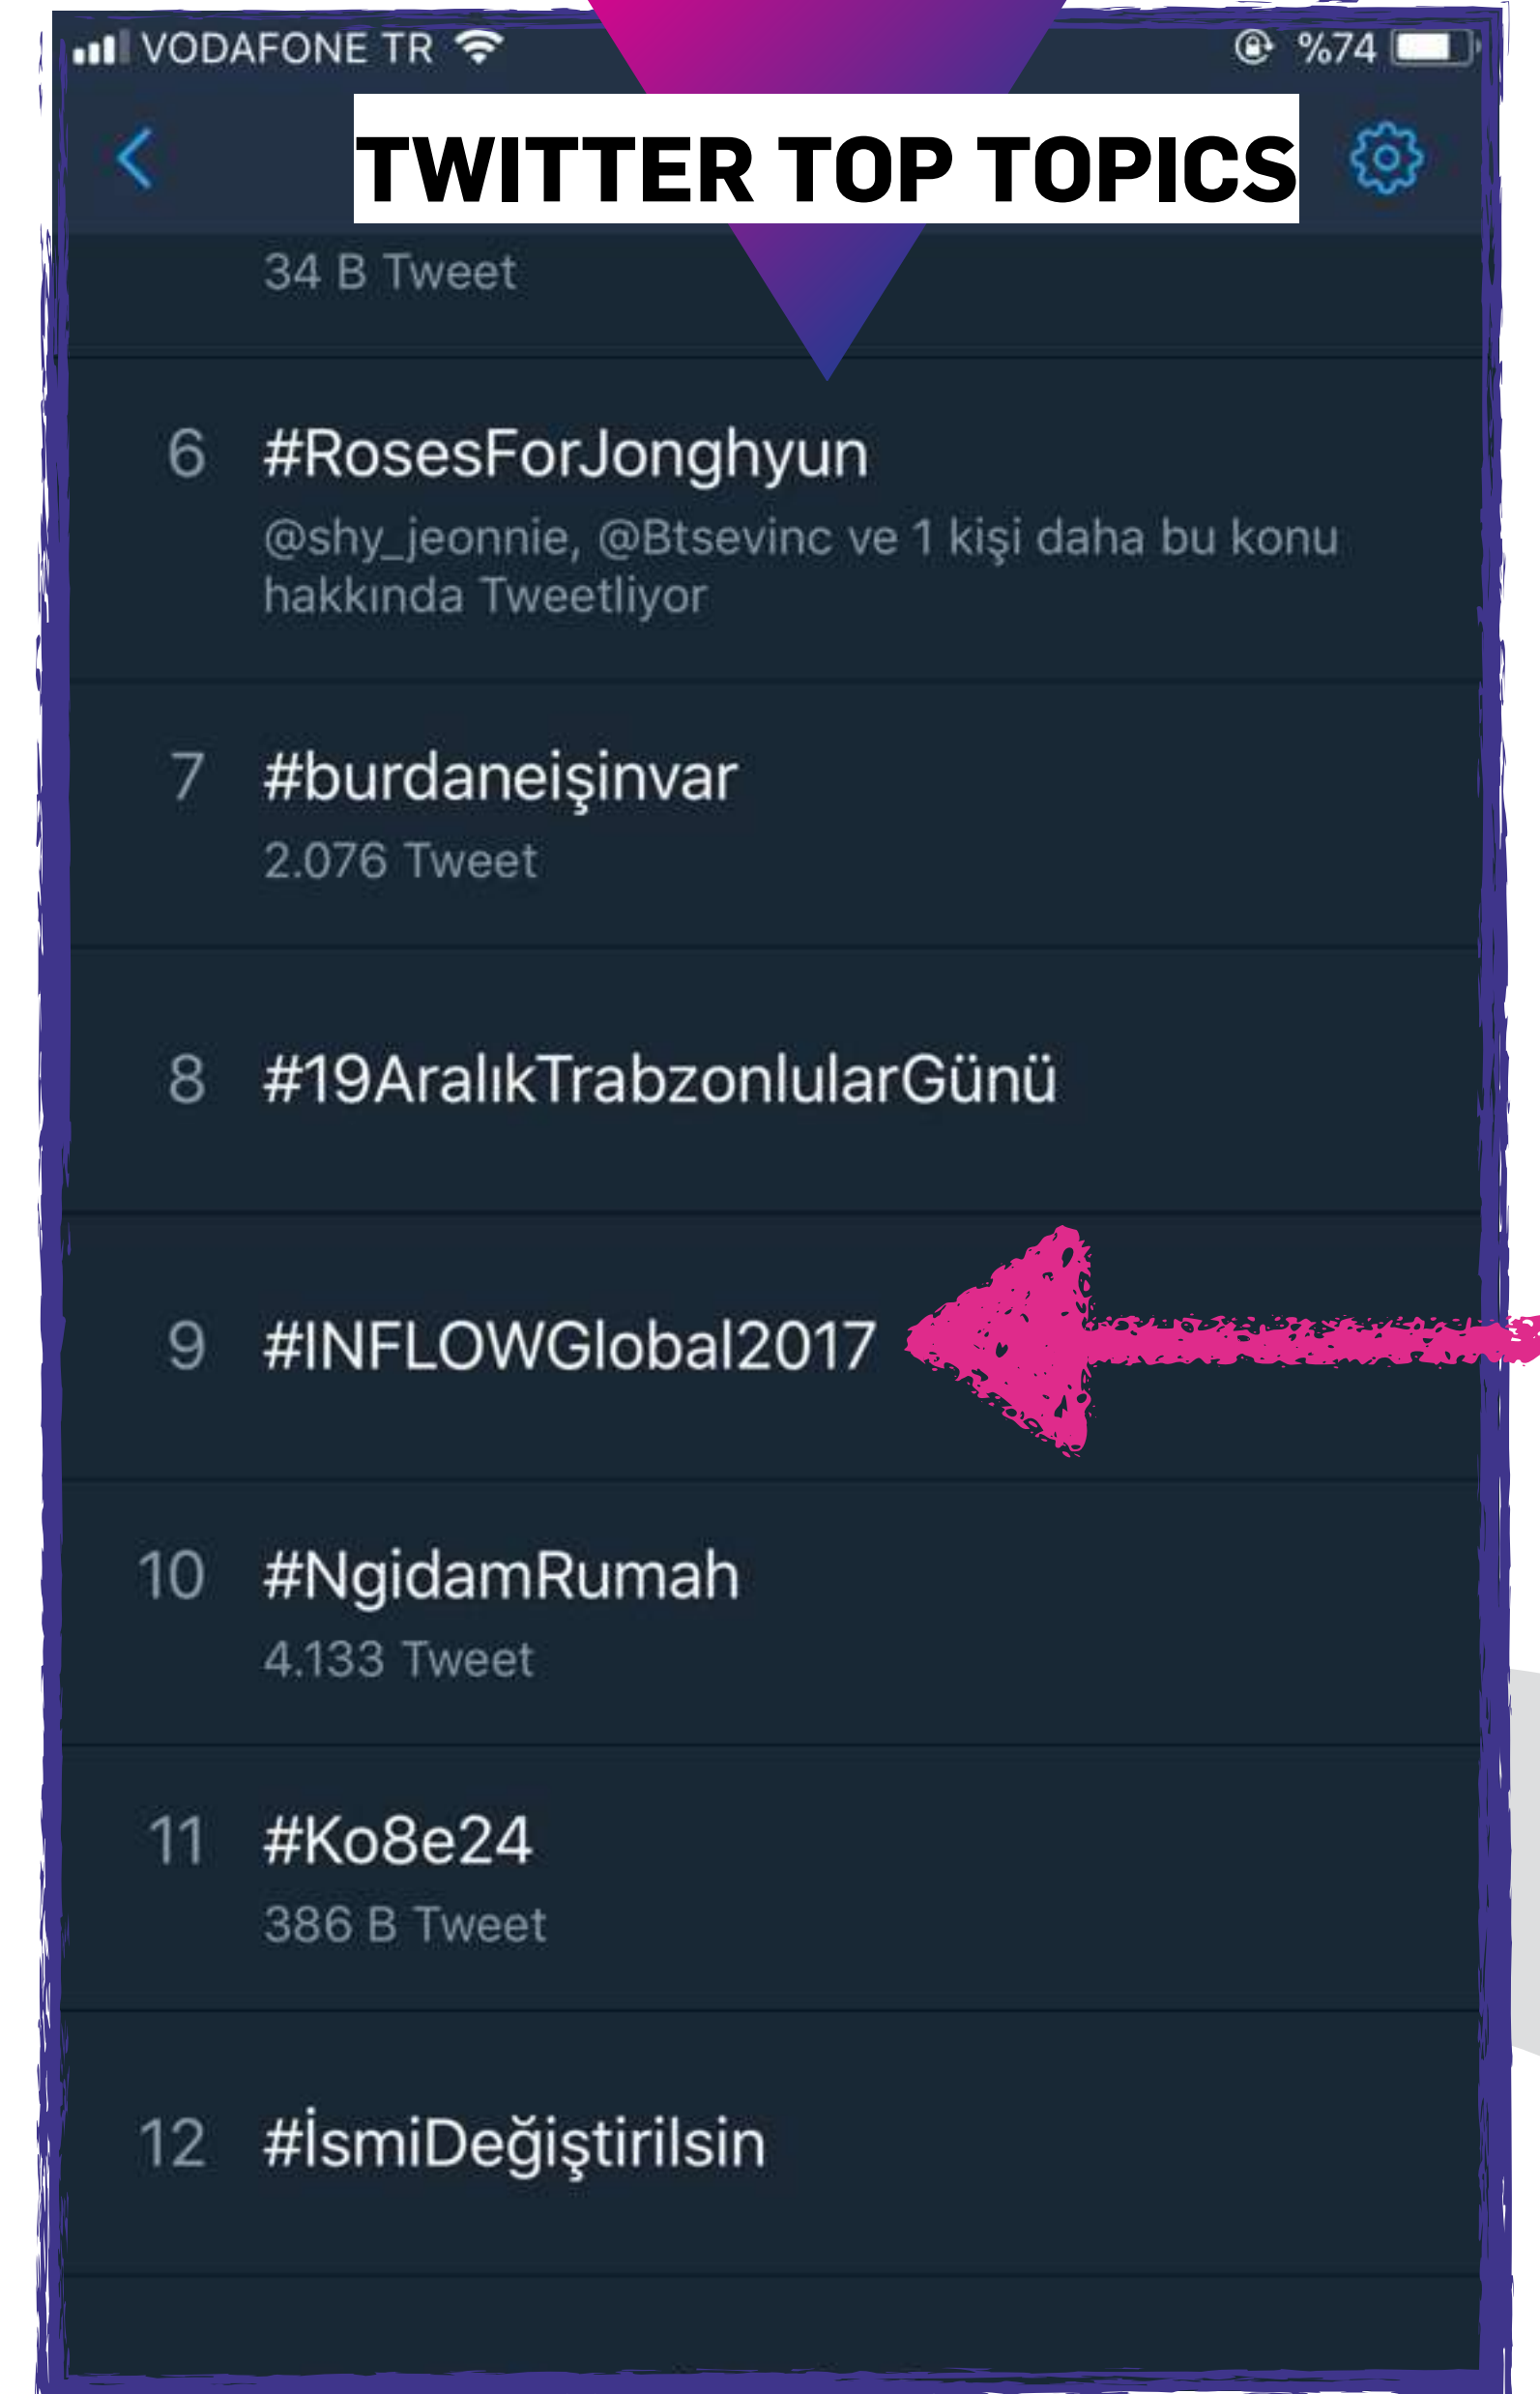 VODAFONE TR
%74
TWITTER TOP TOPICS
34 B Tweet
6 #RosesForJonghyun
@shy_jeonnie, @Btsevinc ve 1 kişi daha bu konu
hakkında Tweetliyor
7 #burdaneişinvar
2.076 Tweet
8 #19AralıkTrabzonlularGünü
9 #INFLOWGlobal2017
10 #NgidamRumah
4.133 Tweet
11 #Ko8e24
386 B Tweet
12 #İsmiDeğiştirilsin